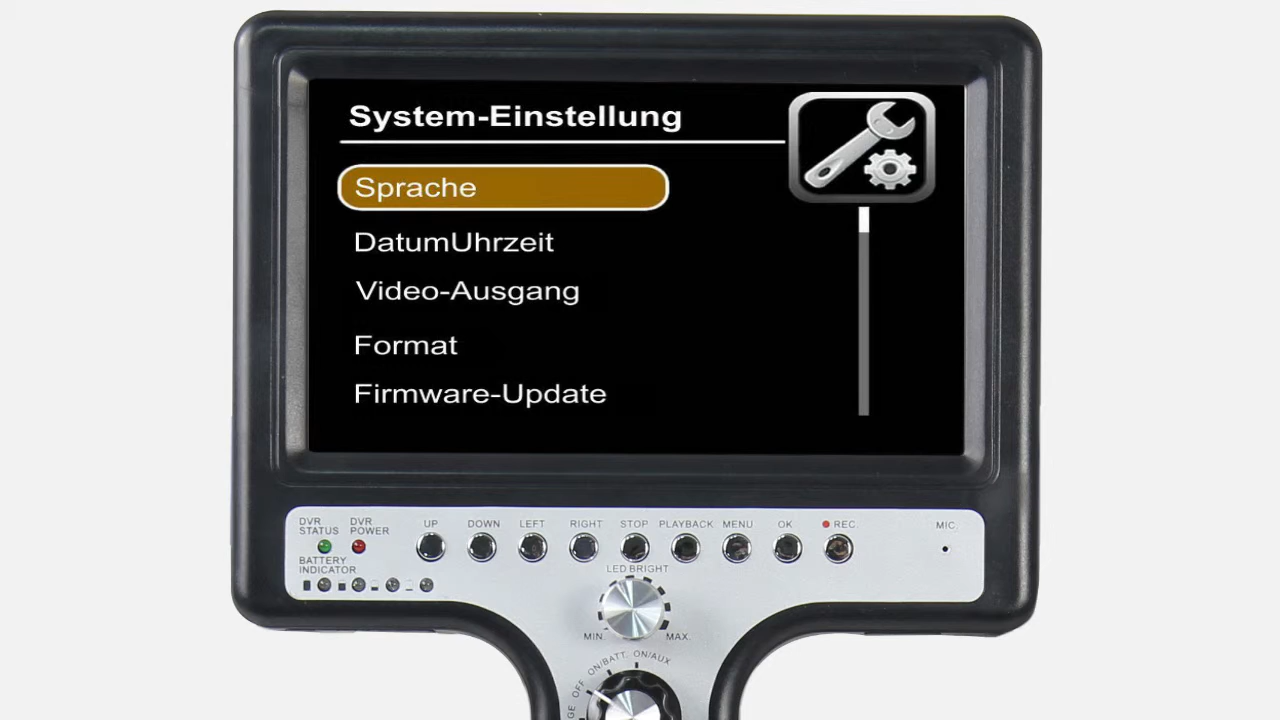 System-Einstellung
Sprache
DatumUhrzeit
Video-Ausgang
Format
Firmware-Update
DVR STATUS
DVR POWER
UP
DOWN
LEFT
RIGHT
STOP
PLAYBACK
MENU
OK
REC.
MIC.
BATTERY INDICATOR
LED BRIGHT
MIN.
MAX.
OFF
ON/BATT.
ON/AUX